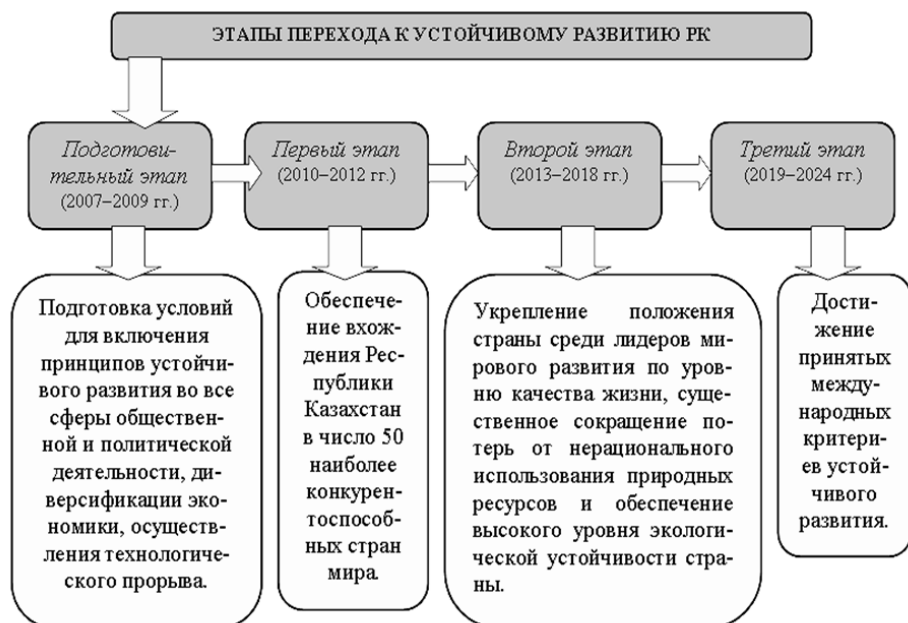 ЭТАПЫ ПЕРЕХОДА К УСТОЙЧИВОМУ РАЗВИТИЮ РК
Подготови-
тельный этап
(2007–2009 гг.)
Первый этап
(2010–2012 гг.)
Второй этап
(2013–2018 гг.)
Третий этап
(2019–2024 гг.)
Подготовка условий
для включения
принципов устойчи-
вого развития во все
сферы общественн-
ной и политической
деятельности, ди-
версификации эко-
номики, осуществ-
ления технологиче-
ского прорыва.
Обеспече-
ние вхож-
дения Рес-
публики
Казахстан
в число 50
наиболее
конкурен-
тоспособ-
ных стран
мира.
Укрепление положения
страны среди лидеров ми-
рового развития по уров-
ню качества жизни, суще-
ственное сокращение по-
терь от нерационального
использования природных
ресурсов и обеспечение
высокого уровня экологи-
ческой устойчивости стра-
ны.
Дости-
жение
принятых
между-
народных
критери-
ев устой-
чивого
развития.